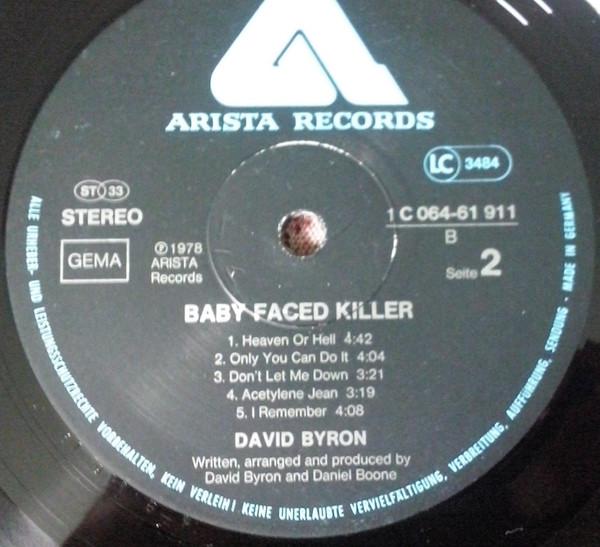 ARISTA RECORDS
LC 3484
ST 33
STEREO
GEMA
℗ 1978
ARISTA
Records
1 C 064-61 911
B
Seite 2
BABY FACED KILLER
1. Heaven Or Hell 4:42
2. Only You Can Do It 4:04
3. Don't Let Me Down 3:21
4. Acetylene Jean 3:19
5. I Remember 4:08
DAVID BYRON
Written, arranged and produced by
David Byron and Daniel Boone
ALLE URHEBER- UND LEISTUNGSSCHUTZRECHTE VORBEHALTEN, KEIN VERLEIH! KEINE UNERLAUBTE VERVIELFÄLTIGUNG, VERBREITUNG, AUFFÜHRUNG, SENDUNG - MADE IN GERMANY